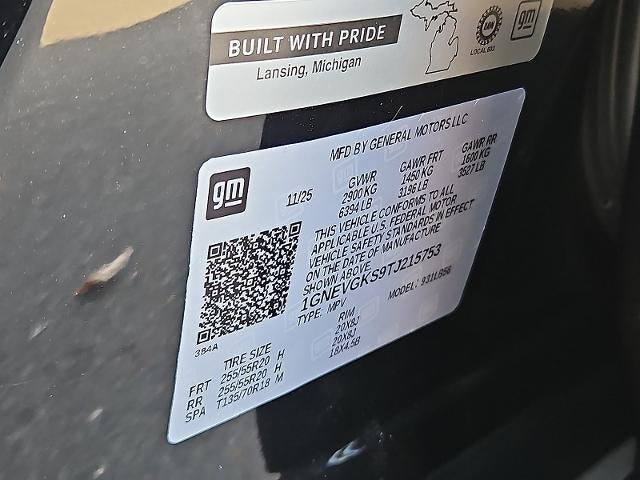 BUILT WITH PRIDE
Lansing, Michigan
gm
MFD BY GENERAL MOTORS LLC
gm
11/25
GVWR GAWR FRT GAWR RR
2900 KG 1450 KG 1600 KG
6394 LB 3196 LB 3527 LB
THIS VEHICLE CONFORMS TO ALL
APPLICABLE U.S. FEDERAL MOTOR
VEHICLE SAFETY STANDARDS IN EFFECT
ON THE DATE OF MANUFACTURE
SHOWN ABOVE.
1GNEVGKS9TJ215753
TYPE: MPV MODEL: 931LB56
384A
TIRE SIZE RIM
FRT 255/55R20 H 20X8J
RR 255/55R20 H 20X8J
SPA T135/70R18 M 18X4.5B